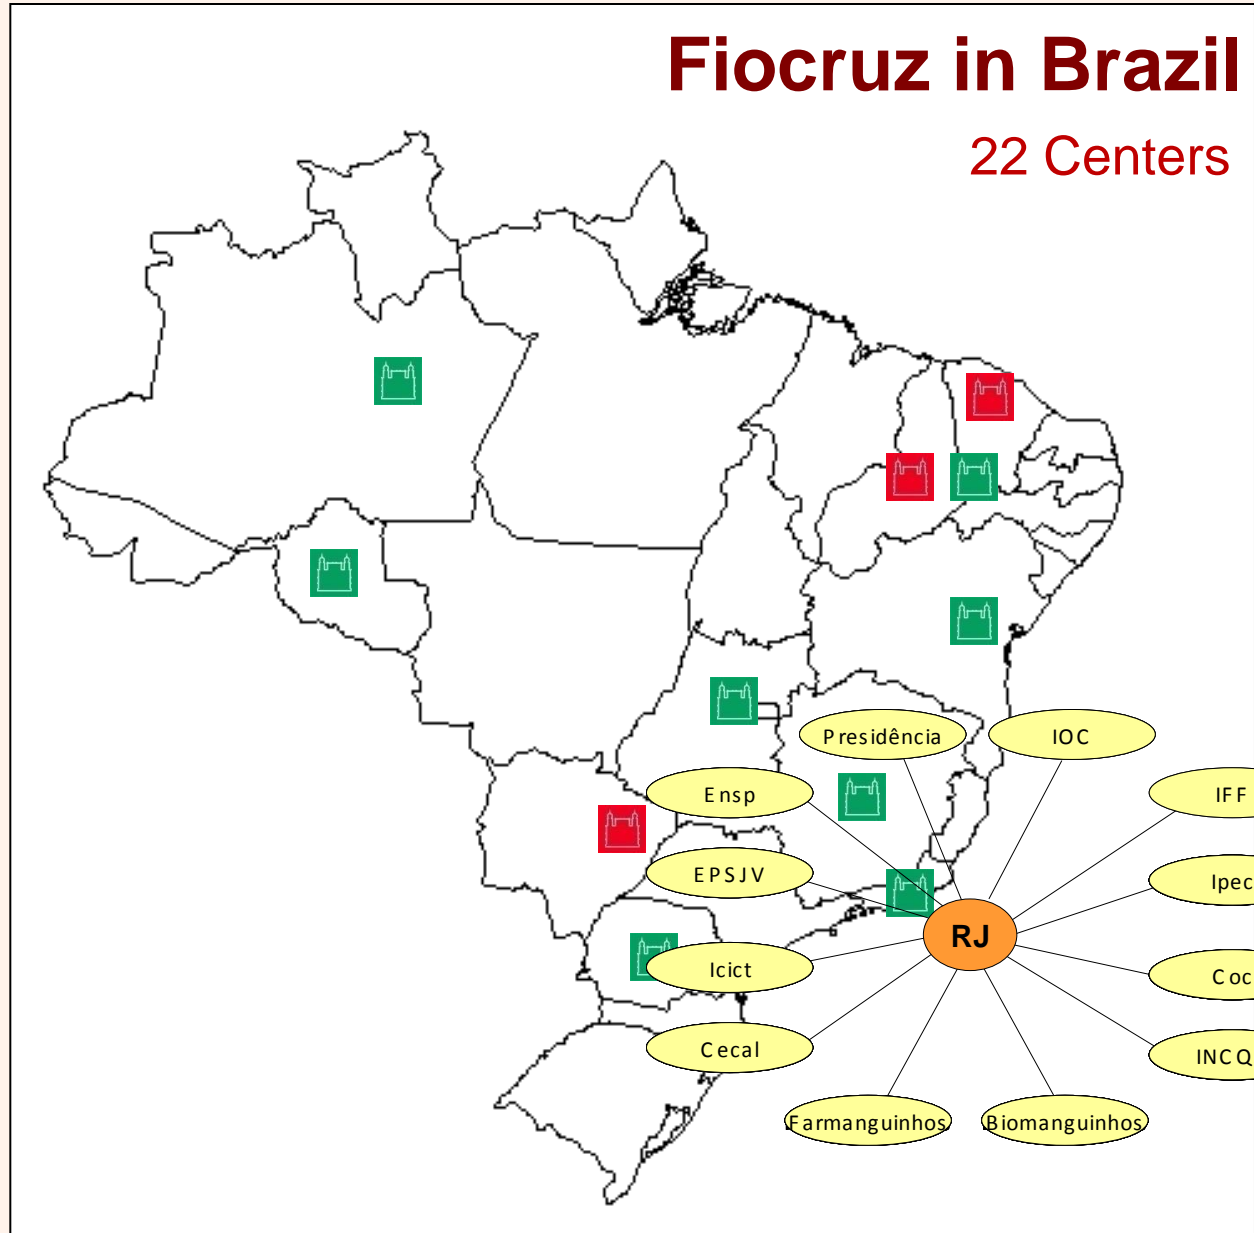 Fiocruz in Brazil
22 Centers
Presidência
IOC
Ensp
IFF
EPSJV
Ipec
RJ
Icict
Coc
Cecal
INCQ
Farmanguinhos
Biomanguinhos